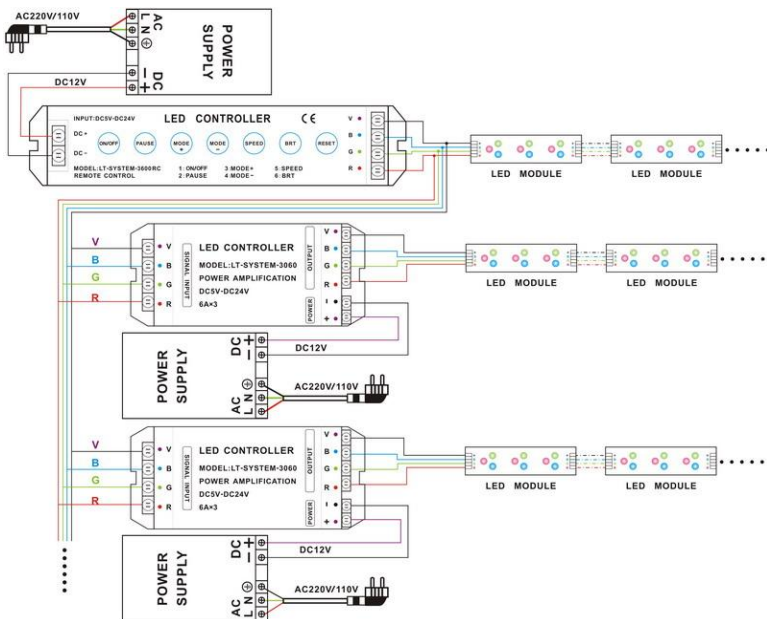 AC220V/110V
AC
L
N
DC
−
+
POWER
SUPPLY
DC12V
INPUT:DC5V-DC24V
LED CONTROLLER
CE
DC+
DC−
ON/OFF
PAUSE
MODE
+
MODE
−
SPEED
BRT
RESET
MODEL:LT-SYSTEM-3600RC
REMOTE CONTROL
1 :ON/OFF
3 :MODE+
5 :SPEED
2 :PAUSE
4 :MODE−
6 :BRT
V
B
G
R
LED MODULE
LED MODULE
V
B
G
R
V
B
G
R
SIGNAL INPUT
LED CONTROLLER
MODEL:LT-SYSTEM-3060
POWER AMPLIFICATION
DC5V-DC24V
6A×3
OUTPUT
V
B
G
R
POWER
−
+
LED MODULE
LED MODULE
POWER
SUPPLY
DC
+
−
DC12V
AC
L
N
AC220V/110V
V
B
G
R
V
B
G
R
SIGNAL INPUT
LED CONTROLLER
MODEL:LT-SYSTEM-3060
POWER AMPLIFICATION
DC5V-DC24V
6A×3
OUTPUT
V
B
G
R
POWER
−
+
LED MODULE
LED MODULE
POWER
SUPPLY
DC
+
−
DC12V
AC
L
N
AC220V/110V